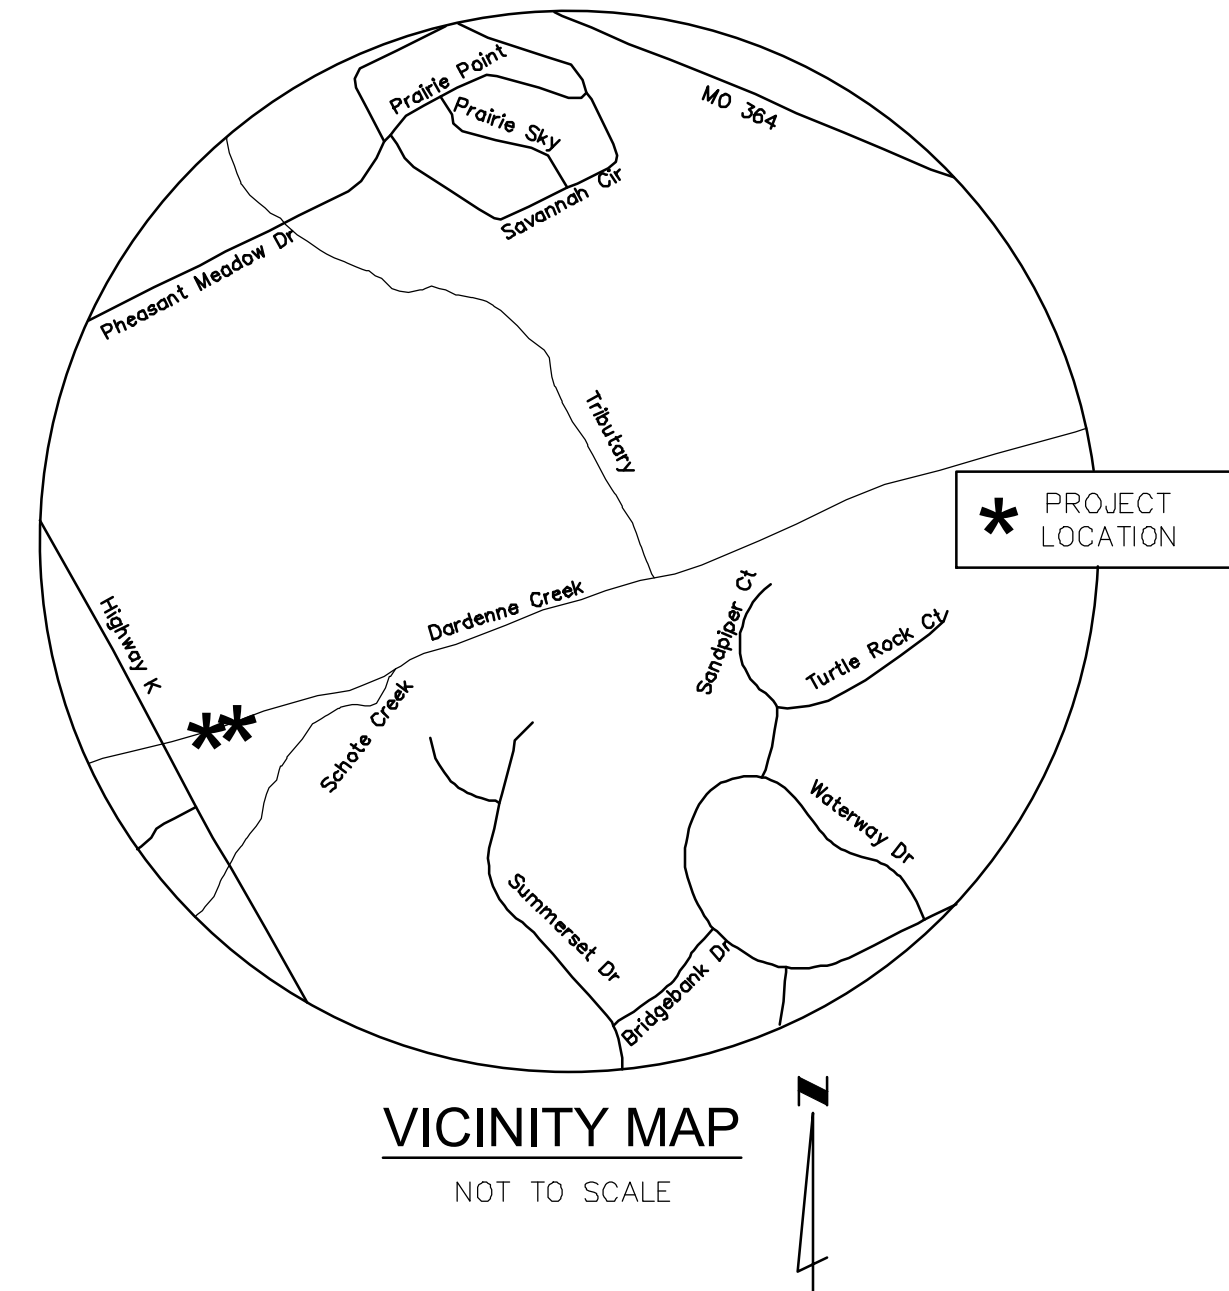 Prairie Point
Prairie Sky
MO 364
Savannah Cir
Pheasant Meadow Dr
Tributary
* PROJECT
LOCATION
Dardenne Creek
Highway K
Sandpiper Ct
Turtle Rock Ct
**
Schote Creek
Waterway Dr
Summerset Dr
Bridgebank Dr
N
VICINITY MAP
NOT TO SCALE